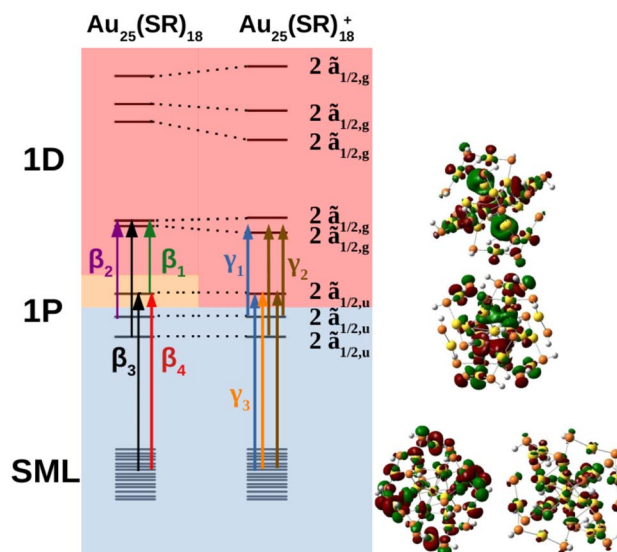 Au₂₅(SR)₁₈ Au₂₅(SR)₁₈⁺
2 ã₁/₂,g
2 ã₁/₂,g
2 ã₁/₂,g
1D
2 ã₁/₂,g
2 ã₁/₂,g
β₂ β₁ γ₁ γ₂
2 ã₁/₂,u
1P
2 ã₁/₂,u
2 ã₁/₂,u
β₃ β₄
γ₃
SML